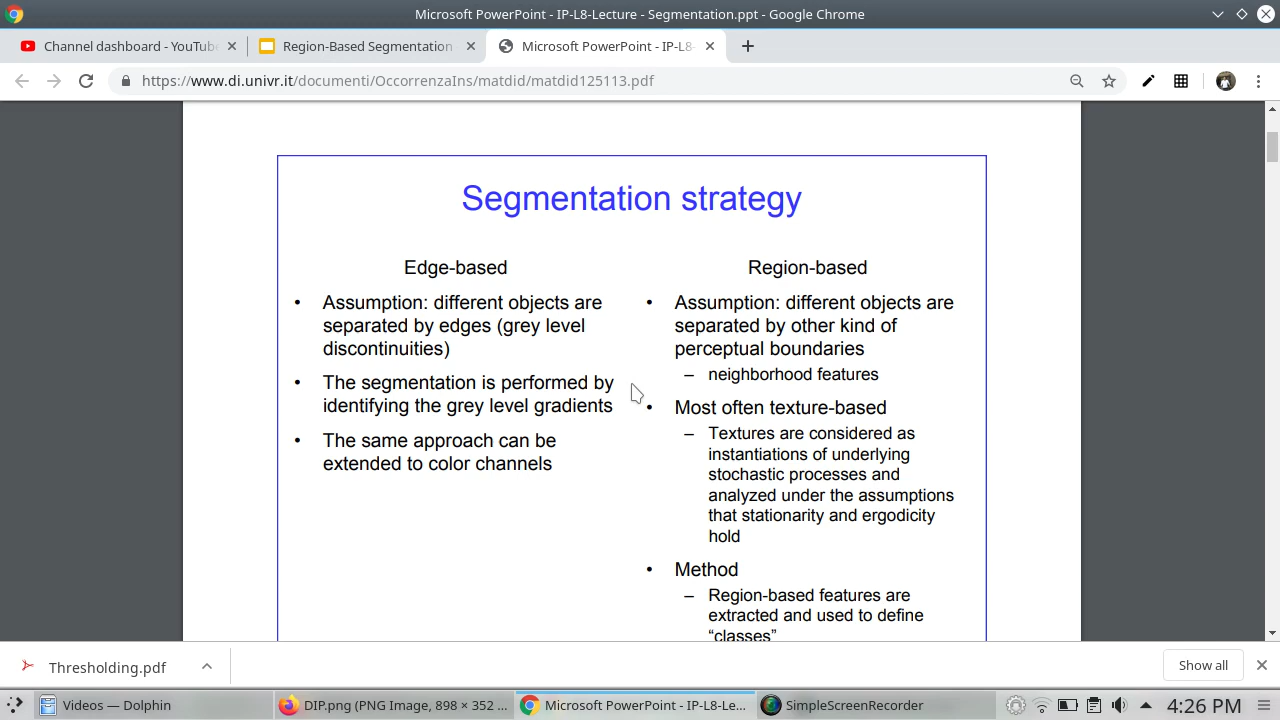 Microsoft PowerPoint - IP-L8-Lecture - Segmentation.ppt - Google Chrome
Channel dashboard - YouTube
Region-Based Segmentation
Microsoft PowerPoint - IP-L8-
https://www.di.univr.it/documenti/OccorrenzaIns/matdid/matdid125113.pdf
Segmentation strategy
Edge-based
• Assumption: different objects are
separated by edges (grey level
discontinuities)
• The segmentation is performed by
identifying the grey level gradients
• The same approach can be
extended to color channels
Region-based
• Assumption: different objects are
separated by other kind of
perceptual boundaries
– neighborhood features
• Most often texture-based
– Textures are considered as
instantiations of underlying
stochastic processes and
analyzed under the assumptions
that stationarity and ergodicity
hold
• Method
– Region-based features are
extracted and used to define
“classes”
Thresholding.pdf
Show all
Videos — Dolphin
DIP.png (PNG Image, 898 × 352 ...
Microsoft PowerPoint - IP-L8-Le...
SimpleScreenRecorder
4:26 PM